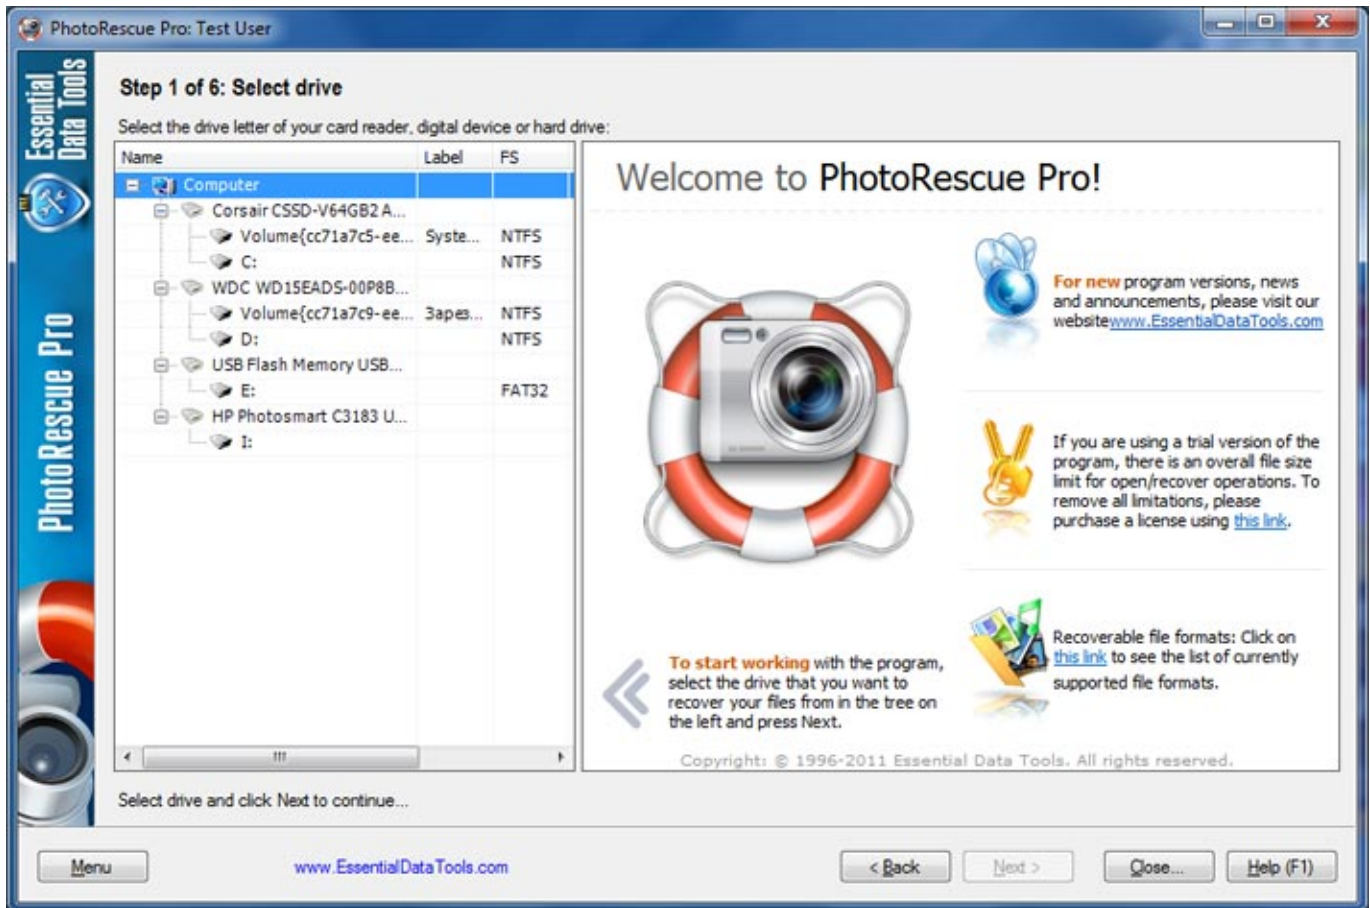 PhotoRescue Pro: Test User
Essential
Data Tools
PhotoRescue Pro
Step 1 of 6: Select drive
Select the drive letter of your card reader, digital device or hard drive:
Name Label FS
Computer
Corsair CSSD-V64GB2 A...
Volume{cc71a7c5-ee... Syste... NTFS
C: NTFS
WDC WD15EADS-00P8B...
Volume{cc71a7c9-ee... Зарез... NTFS
D: NTFS
USB Flash Memory USB...
E: FAT32
HP Photosmart C3183 U...
I:
Welcome to PhotoRescue Pro!
For new program versions, news
and announcements, please visit our
websitewww.EssentialDataTools.com
If you are using a trial version of the
program, there is an overall file size
limit for open/recover operations. To
remove all limitations, please
purchase a license using this link.
Recoverable file formats: Click on
this link to see the list of currently
supported file formats.
To start working with the program,
select the drive that you want to
recover your files from in the tree on
the left and press Next.
Copyright: © 1996-2011 Essential Data Tools. All rights reserved.
Select drive and click Next to continue...
Menu www.EssentialDataTools.com < Back Next > Close... Help (F1)